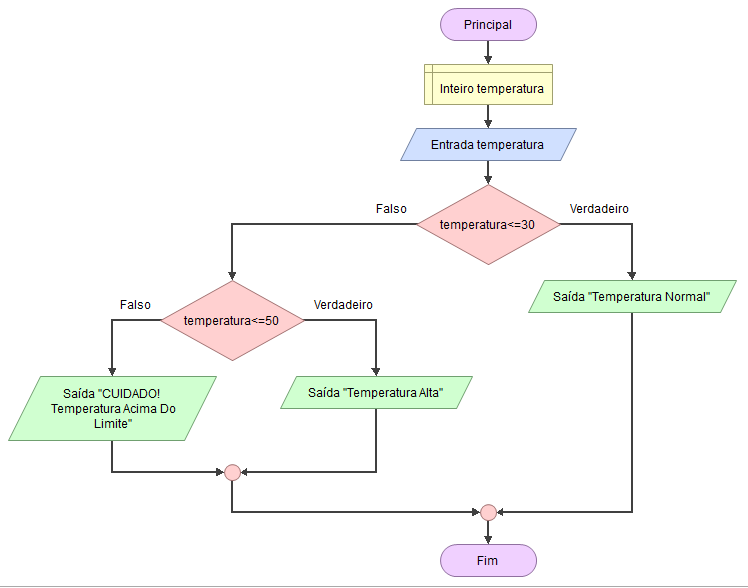 Principal
Inteiro temperatura
Entrada temperatura
Falso
Verdadeiro
temperatura<=30
Saída "Temperatura Normal"
Falso
Verdadeiro
temperatura<=50
Saída "CUIDADO!
Temperatura Acima Do
Limite"
Saída "Temperatura Alta"
Fim